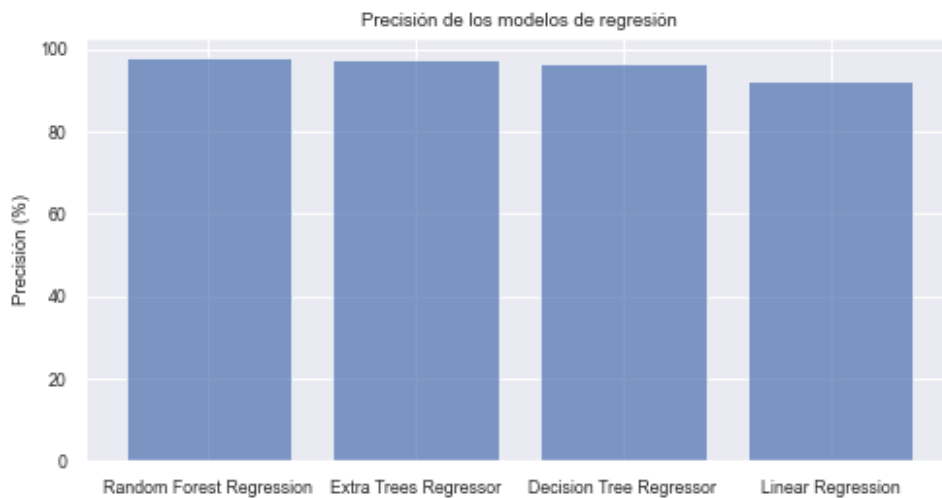 Precisión de los modelos de regresión
Precisión (%)
100
80
60
40
20
0
Random Forest Regression Extra Trees Regressor Decision Tree Regressor Linear Regression